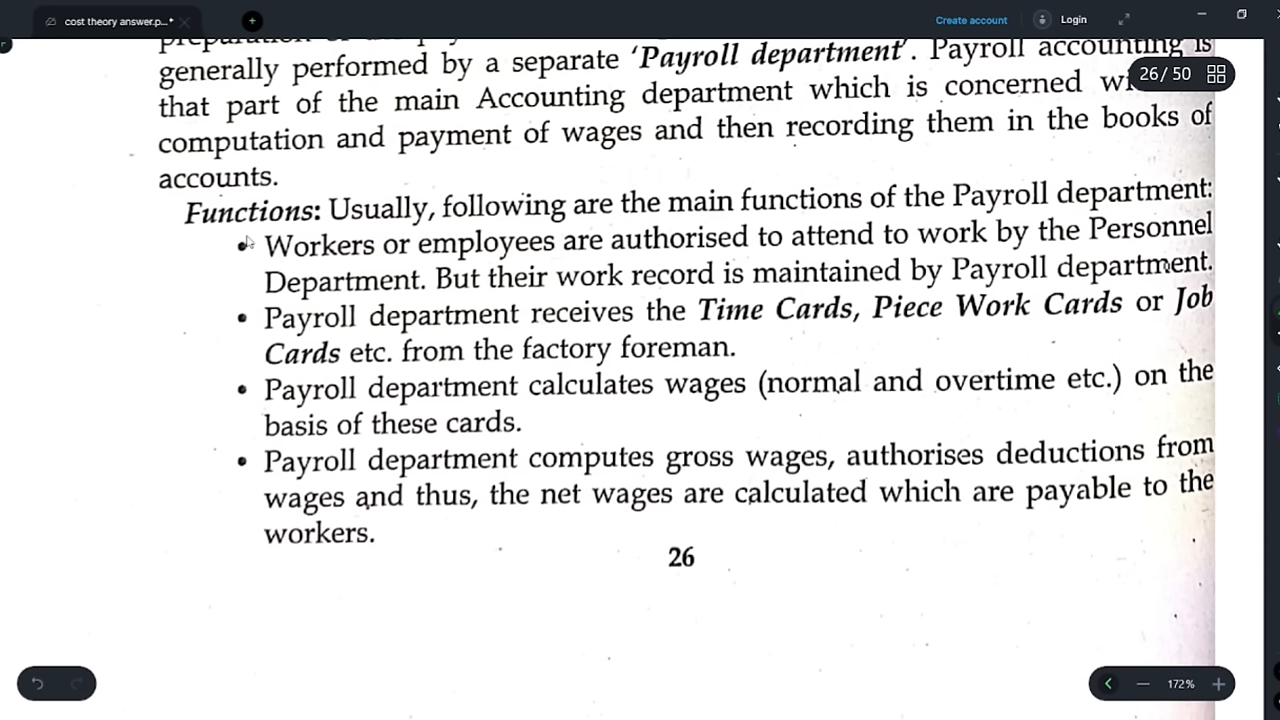 cost theory answer.p...*
Create account
Login
generally performed by a separate 'Payroll department'. Payroll accounting is
26/50
that part of the main Accounting department which is concerned
computation and payment of wages and then recording them in the books of
accounts.
Functions: Usually, following are the main functions of the Payroll department:
• Workers or employees are authorised to attend to work by the Personnel
Department. But their work record is maintained by Payroll department.
• Payroll department receives the Time Cards, Piece Work Cards or Job
Cards etc. from the factory foreman.
• Payroll department calculates wages (normal and overtime etc.) on the
basis of these cards.
• Payroll department computes gross wages, authorises deductions from
wages and thus, the net wages are calculated which are payable to the
workers.
26
172%